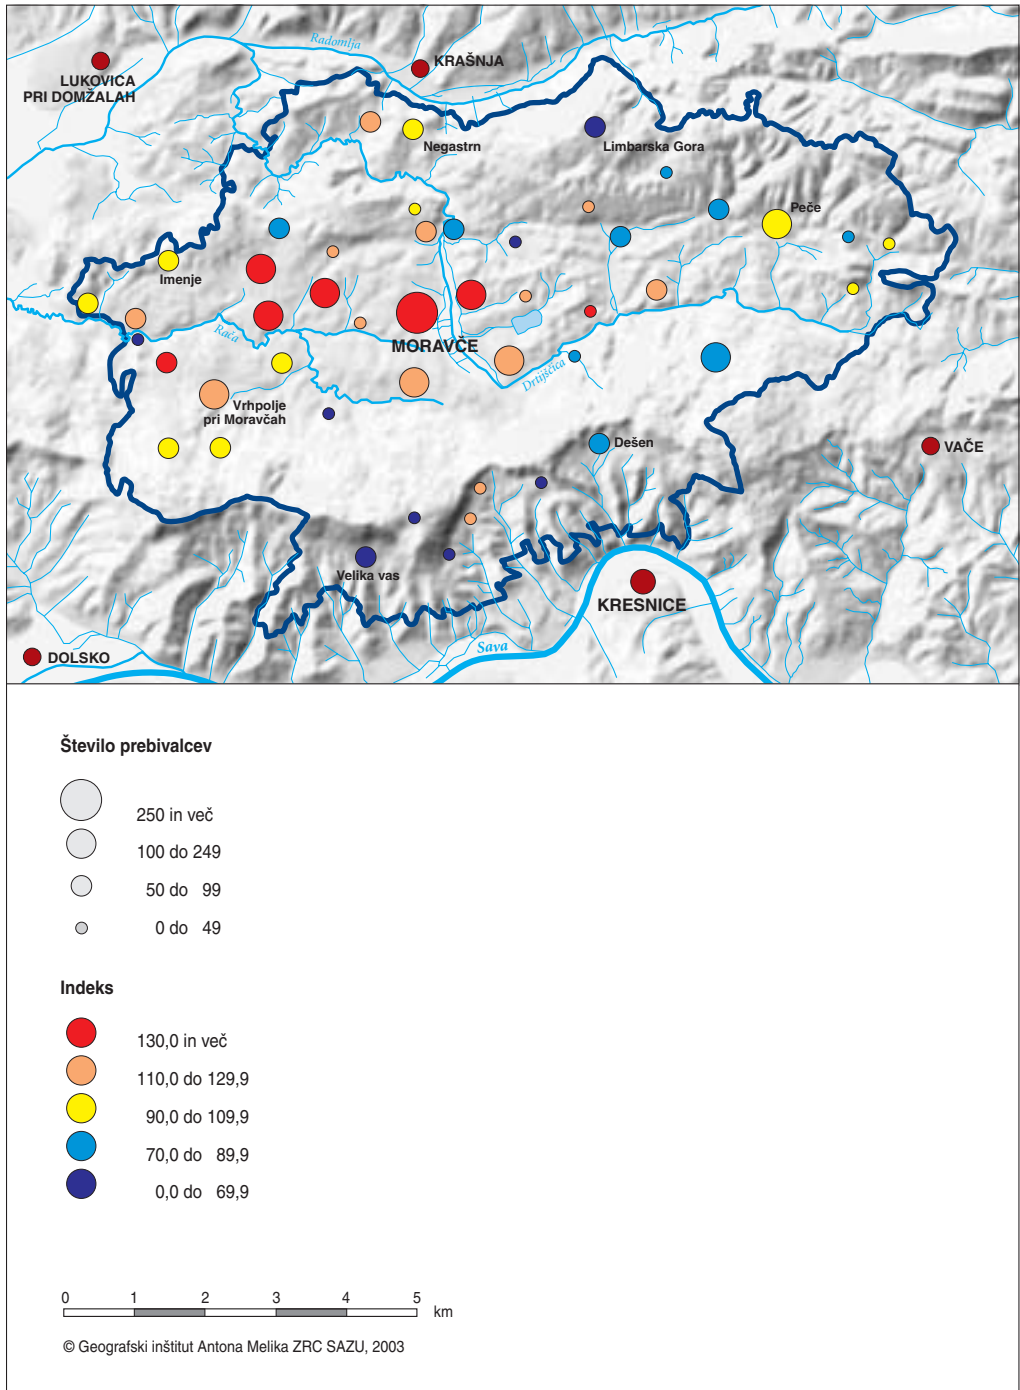 Radomlja
KRAŠNJA
LUKOVICA
PRI DOMŽALAH
Negastrn
Limbarska Gora
Peče
Imenje
Rača
MORAVČE
Drtijščica
Vrhpolje
pri Moravčah
Dešen
VAČE
Velika vas
KRESNICE
Sava
DOLSKO
Število prebivalcev
250 in več
100 do 249
50 do 99
0 do 49
Indeks
130,0 in več
110,0 do 129,9
90,0 do 109,9
70,0 do 89,9
0,0 do 69,9
0 1 2 3 4 5
km
© Geografski inštitut Antona Melika ZRC SAZU, 2003